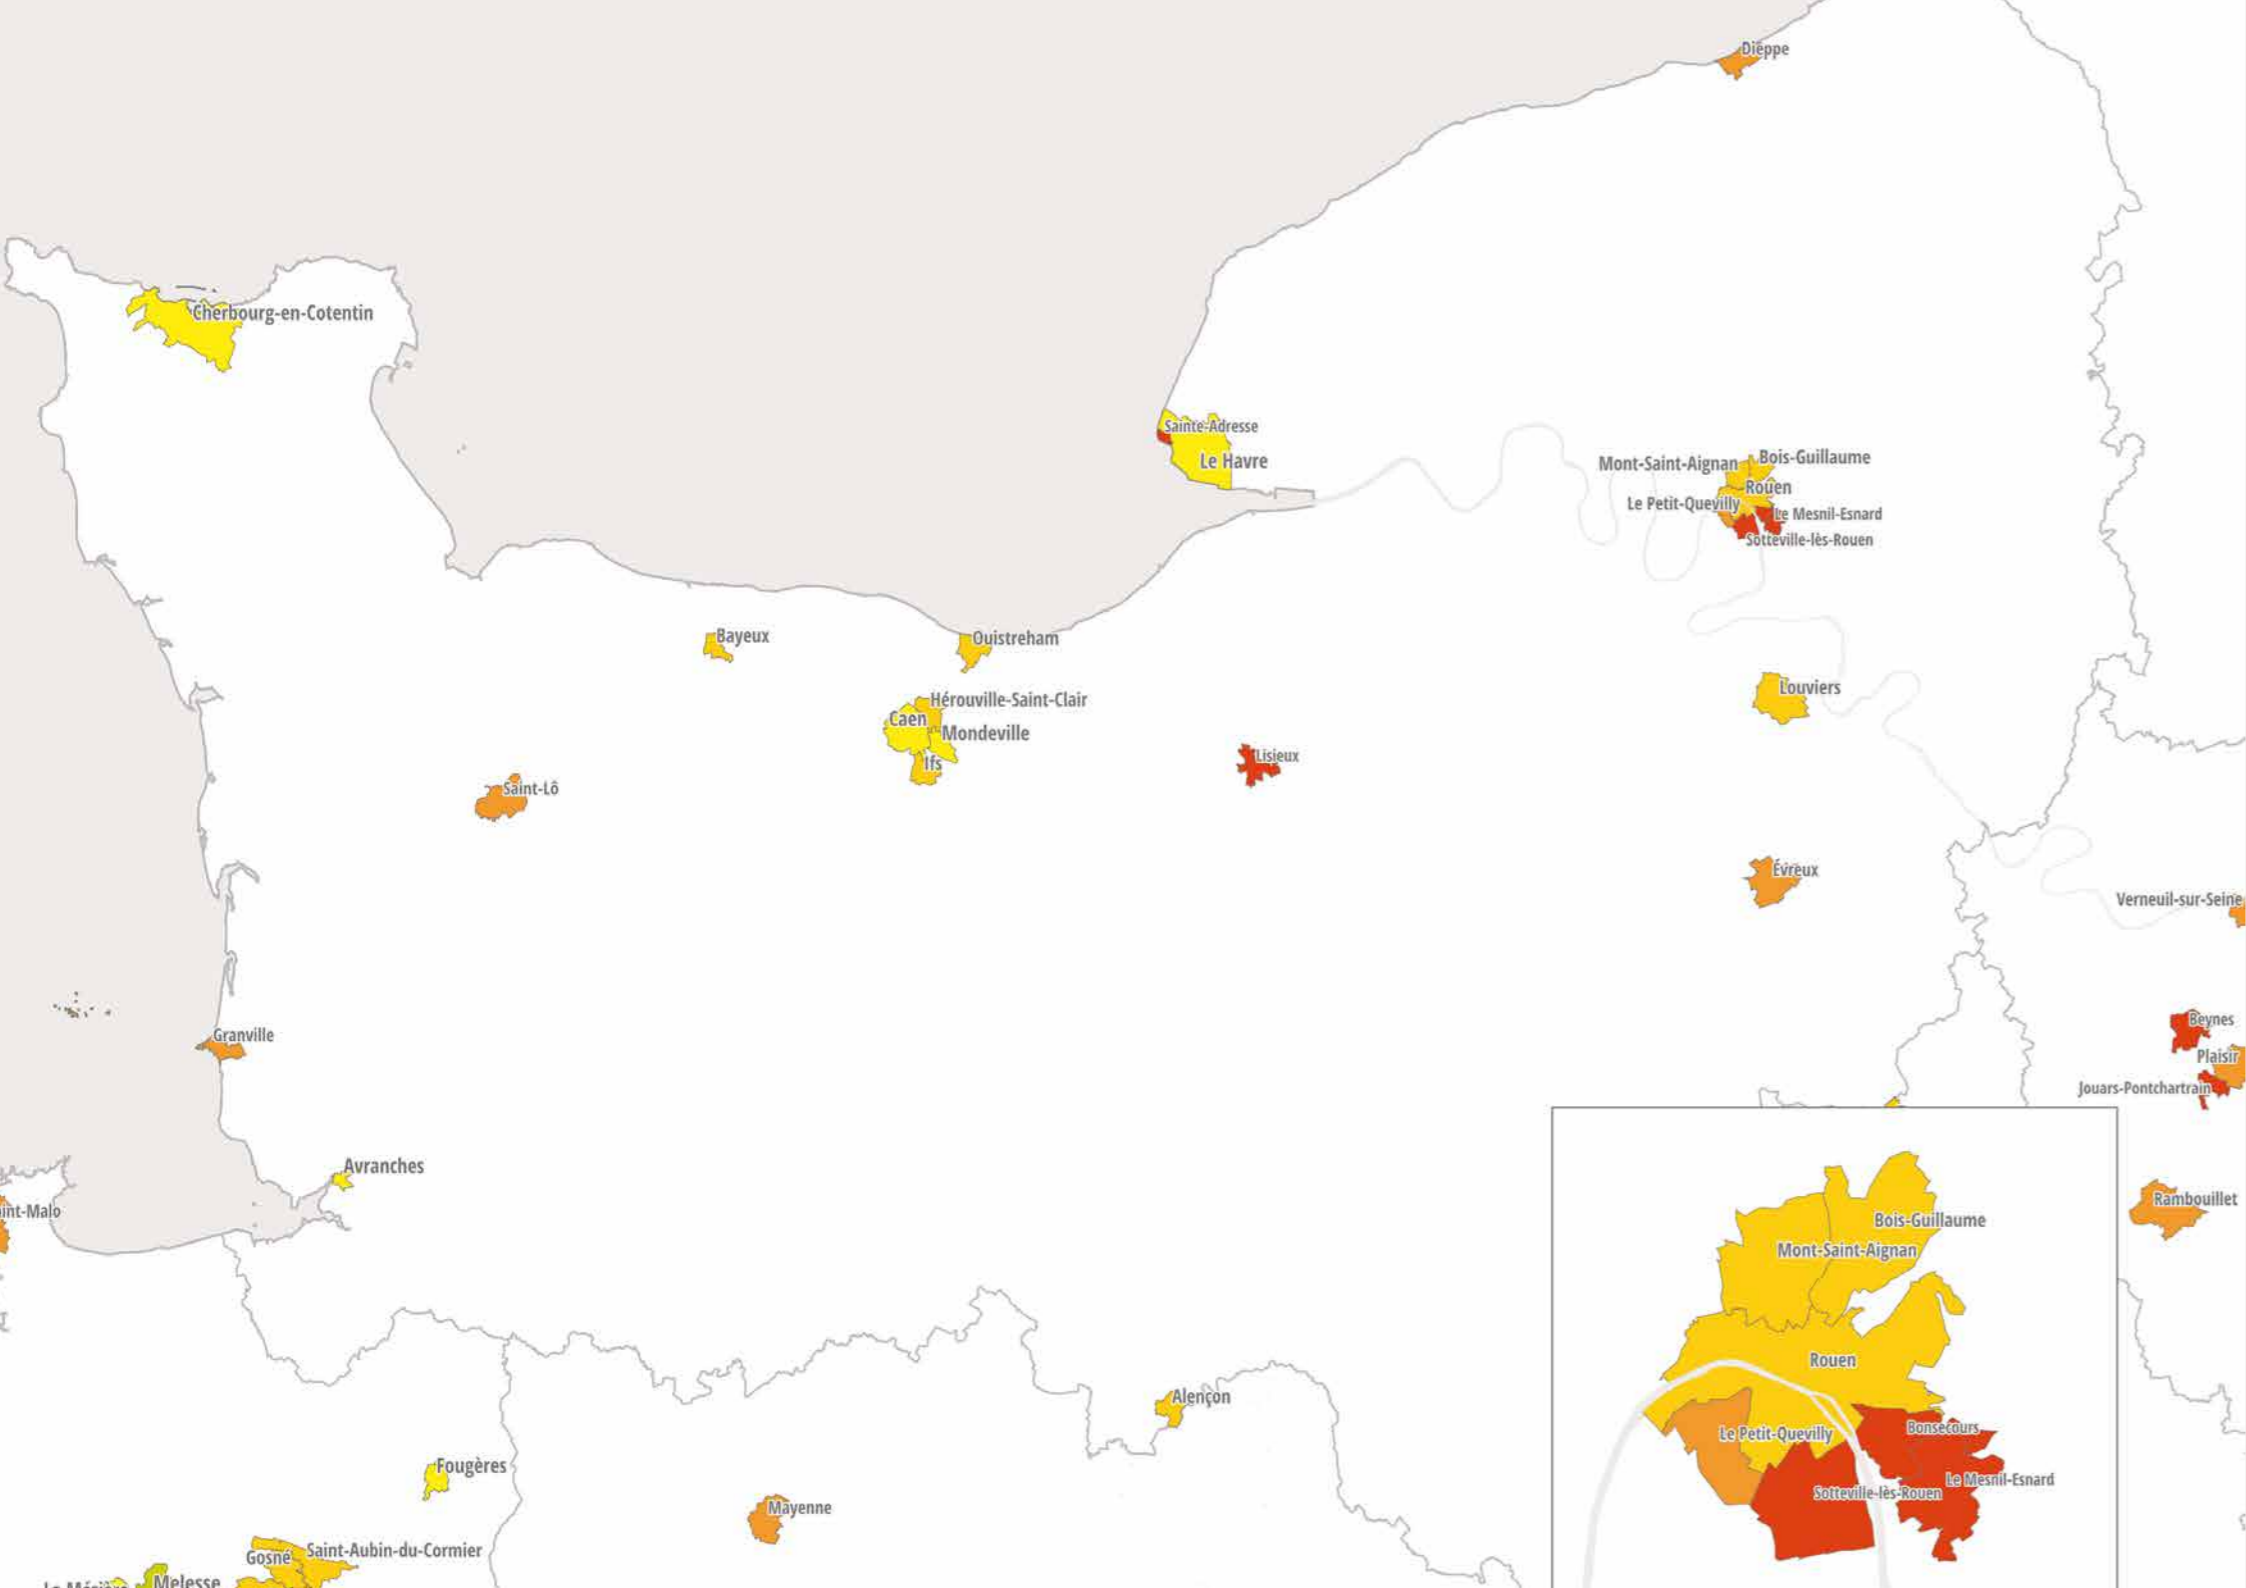 Dieppe
Cherbourg-en-Cotentin
Sainte-Adresse
Le Havre
Mont-Saint-Aignan
Bois-Guillaume
Rouen
Le Petit-Quevilly
Le Mesnil-Esnard
Sotteville-lès-Rouen
Bayeux
Ouistreham
Hérouville-Saint-Clair
Caen
Mondeville
Ifs
Louviers
Lisieux
Saint-Lô
Évreux
Verneuil-sur-Seine
Granville
Beynes
Plaisir
Jouars-Pontchartrain
Avranches
int-Malo
Rambouillet
Bois-Guillaume
Mont-Saint-Aignan
Rouen
Alençon
Bonsecours
Le Petit-Quevilly
Fougères
Le Mesnil-Esnard
Sotteville-lès-Rouen
Mayenne
Gosné
Saint-Aubin-du-Cormier
Melesse